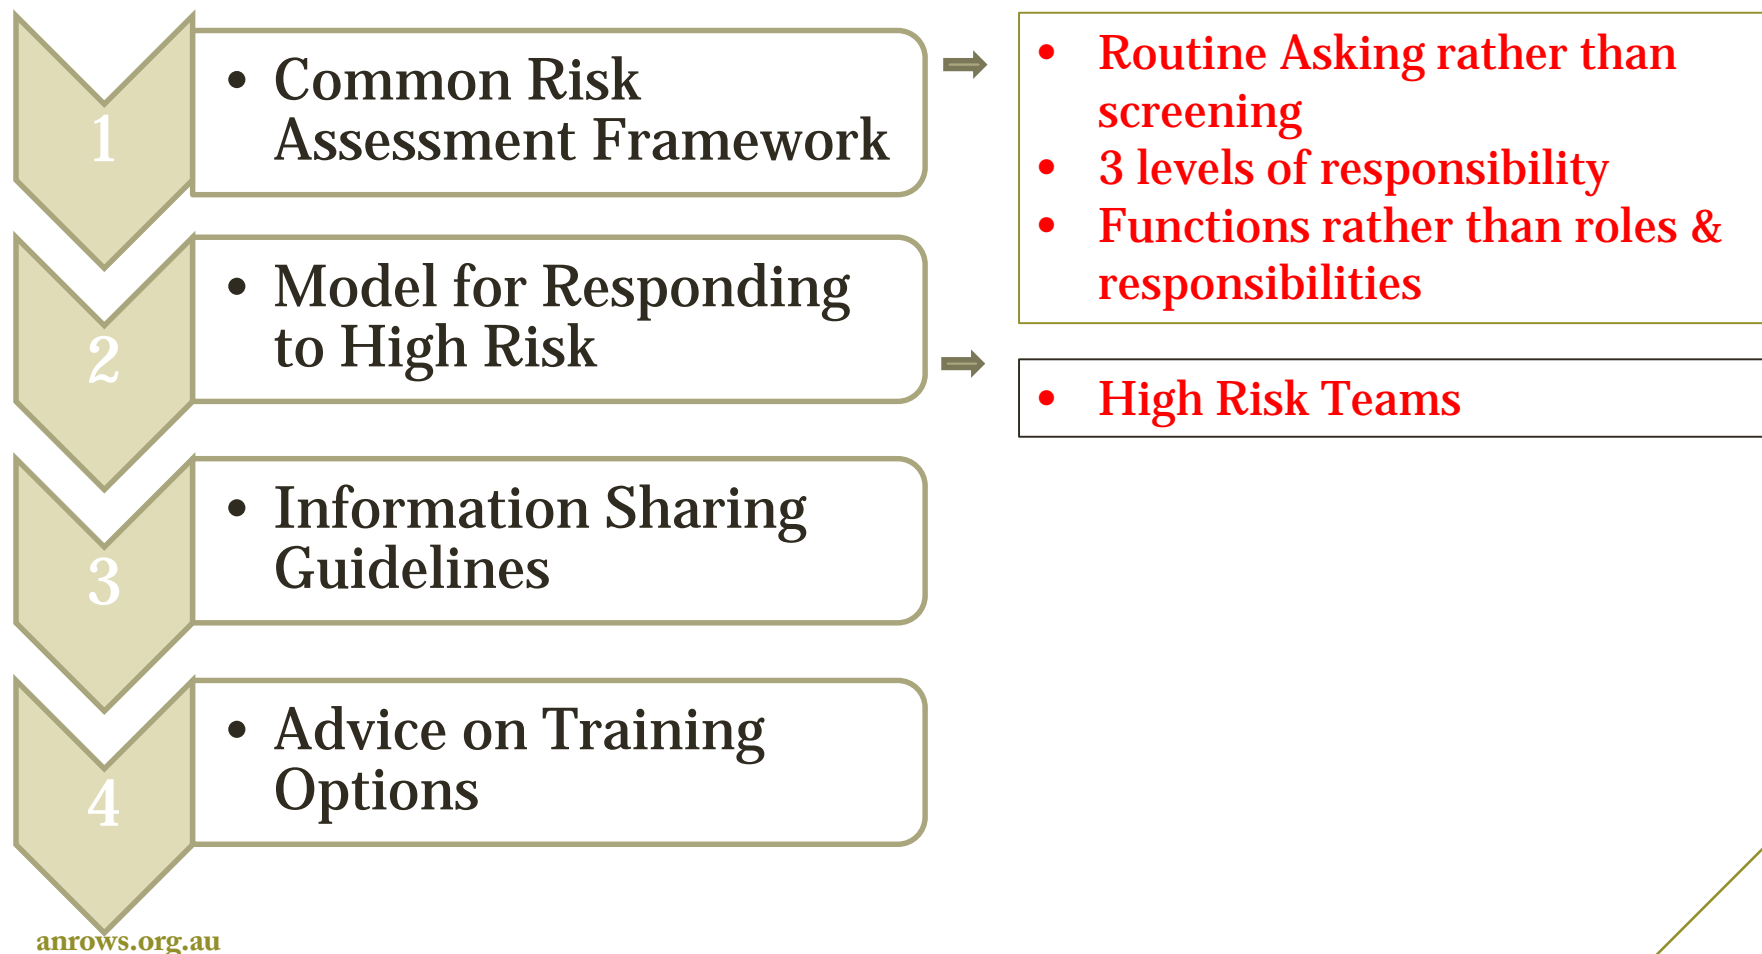 1
• Common Risk
Assessment Framework
• Routine Asking rather than
screening
• 3 levels of responsibility
• Functions rather than roles &
responsibilities
2
• Model for Responding
to High Risk
• High Risk Teams
3
• Information Sharing
Guidelines
4
• Advice on Training
Options
anrows.org.au